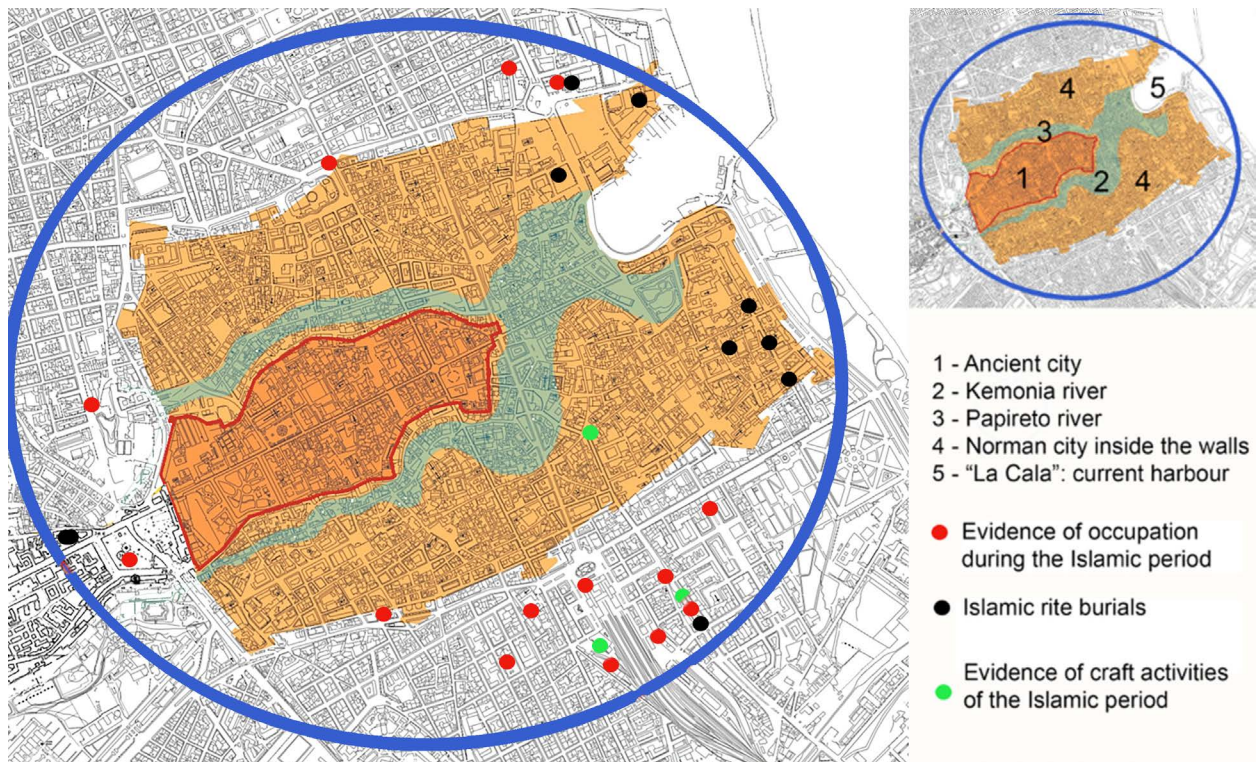 4
5
3
1
2
4
1 - Ancient city
2 - Kemonia river
3 - Papireto river
4 - Norman city inside the walls
5 - “La Cala”: current harbour
Evidence of occupation
during the Islamic period
Islamic rite burials
Evidence of craft activities
of the Islamic period